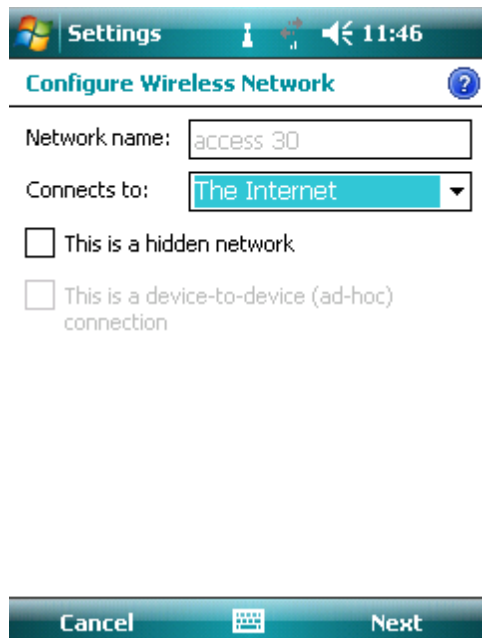 Settings 11:46
Configure Wireless Network ?
Network name: access 30
Connects to: The Internet
This is a hidden network
This is a device-to-device (ad-hoc)
connection
Cancel Next